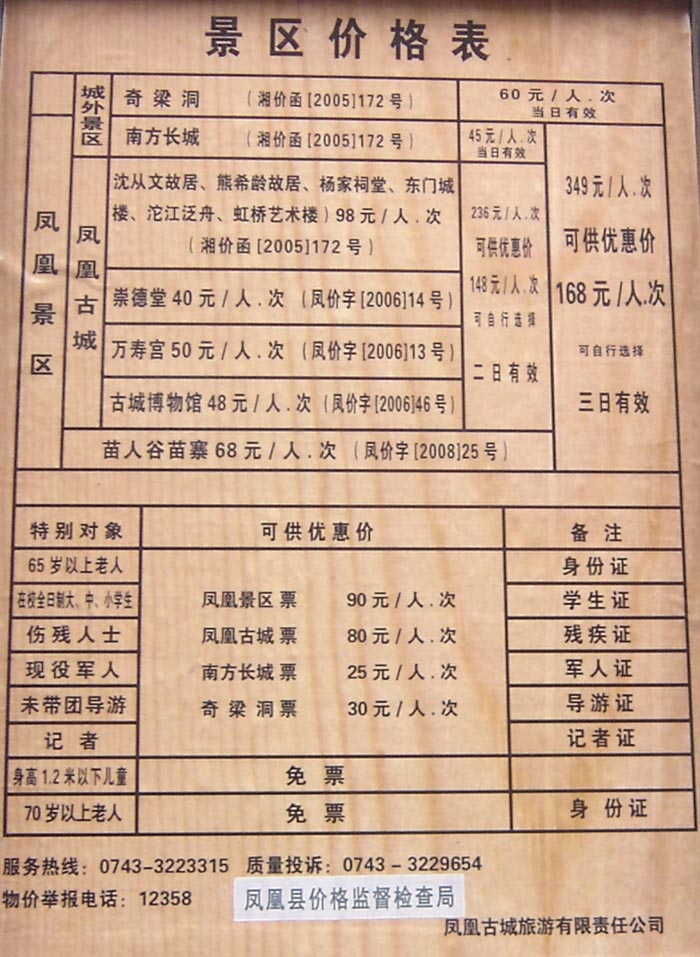 景区价格表
城外景区
奇梁洞 (湘价函[2005]172号)
60元/人.次
当日有效
南方长城 (湘价函[2005]172号)
45元/人.次
当日有效
凤凰景区
凤凰古城
沈从文故居、熊希龄故居、杨家祠堂、东门城
楼、沱江泛舟、虹桥艺术楼)98元/人.次
(湘价函[2005]172号)
崇德堂40元/人.次 (凤价字[2006]14号)
万寿宫50元/人.次 (凤价字[2006]13号)
古城博物馆48元/人.次 (凤价字[2006]46号)
236元/人.次
可供优惠价
148元/人.次
可自行选择
二日有效
苗人谷苗寨68元/人.次 (凤价字[2008]25号)
349元/人.次
可供优惠价
168元/人.次
可自行选择
三日有效
特别对象 可供优惠价 备注
65岁以上老人 身份证
在校全日制大、中、小学生 凤凰景区票 90元/人.次 学生证
伤残人士 凤凰古城票 80元/人.次 残疾证
现役军人 南方长城票 25元/人.次 军人证
未带团导游 奇梁洞票 30元/人.次 导游证
记者 记者证
身高1.2米以下儿童 免票
70岁以上老人 免票 身份证
服务热线：0743-3223315 质量投诉：0743-3229654
物价举报电话：12358
凤凰县价格监督检查局
凤凰古城旅游有限责任公司